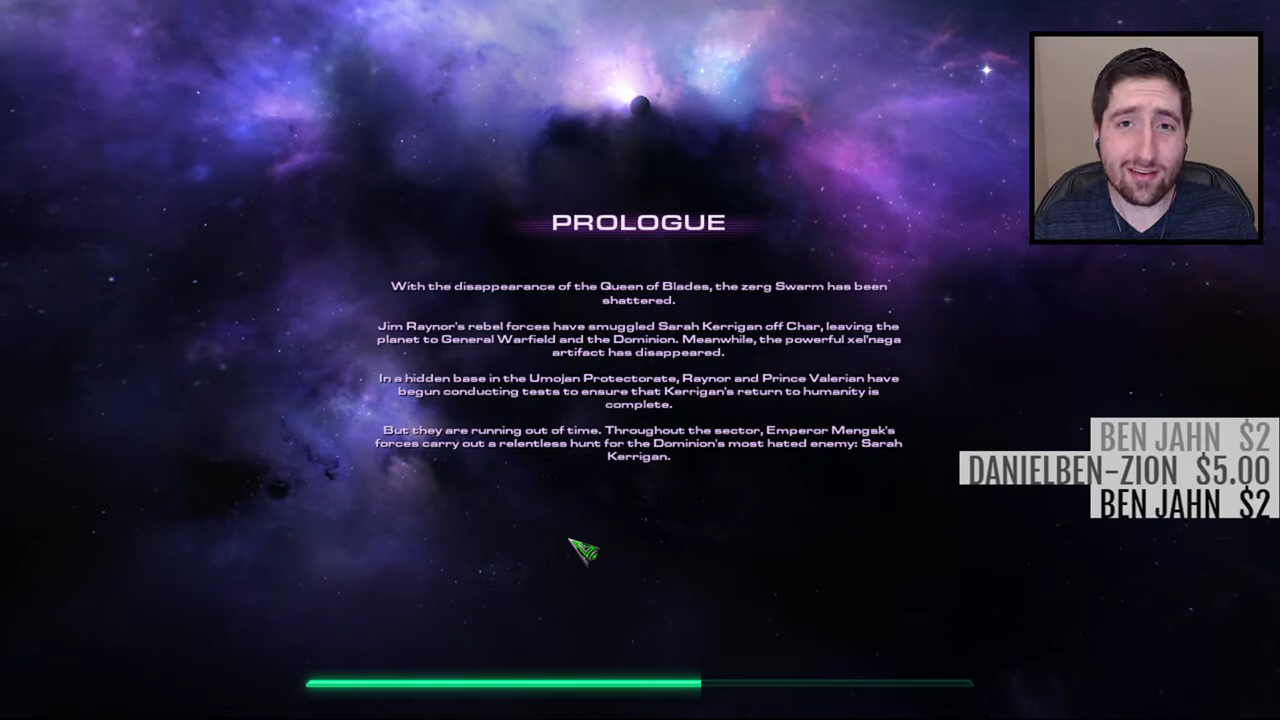 PROLOGUE
With the disappearance of the Queen of Blades, the zerg Swarm has been
shattered.
Jim Raynor's rebel forces have smuggled Sarah Kerrigan off Char, leaving the
planet to General Warfield and the Dominion. Meanwhile, the powerful xel'naga
artifact has disappeared.
In a hidden base in the Umojan Protectorate, Raynor and Prince Valerian have
begun conducting tests to ensure that Kerrigan's return to humanity is
complete.
But they are running out of time. Throughout the sector, Emperor Mengsk's
forces carry out a relentless hunt for the Dominion's most hated enemy: Sarah
Kerrigan.
BEN JAHN $2
DANIELBEN-ZION $5.00
BEN JAHN $2